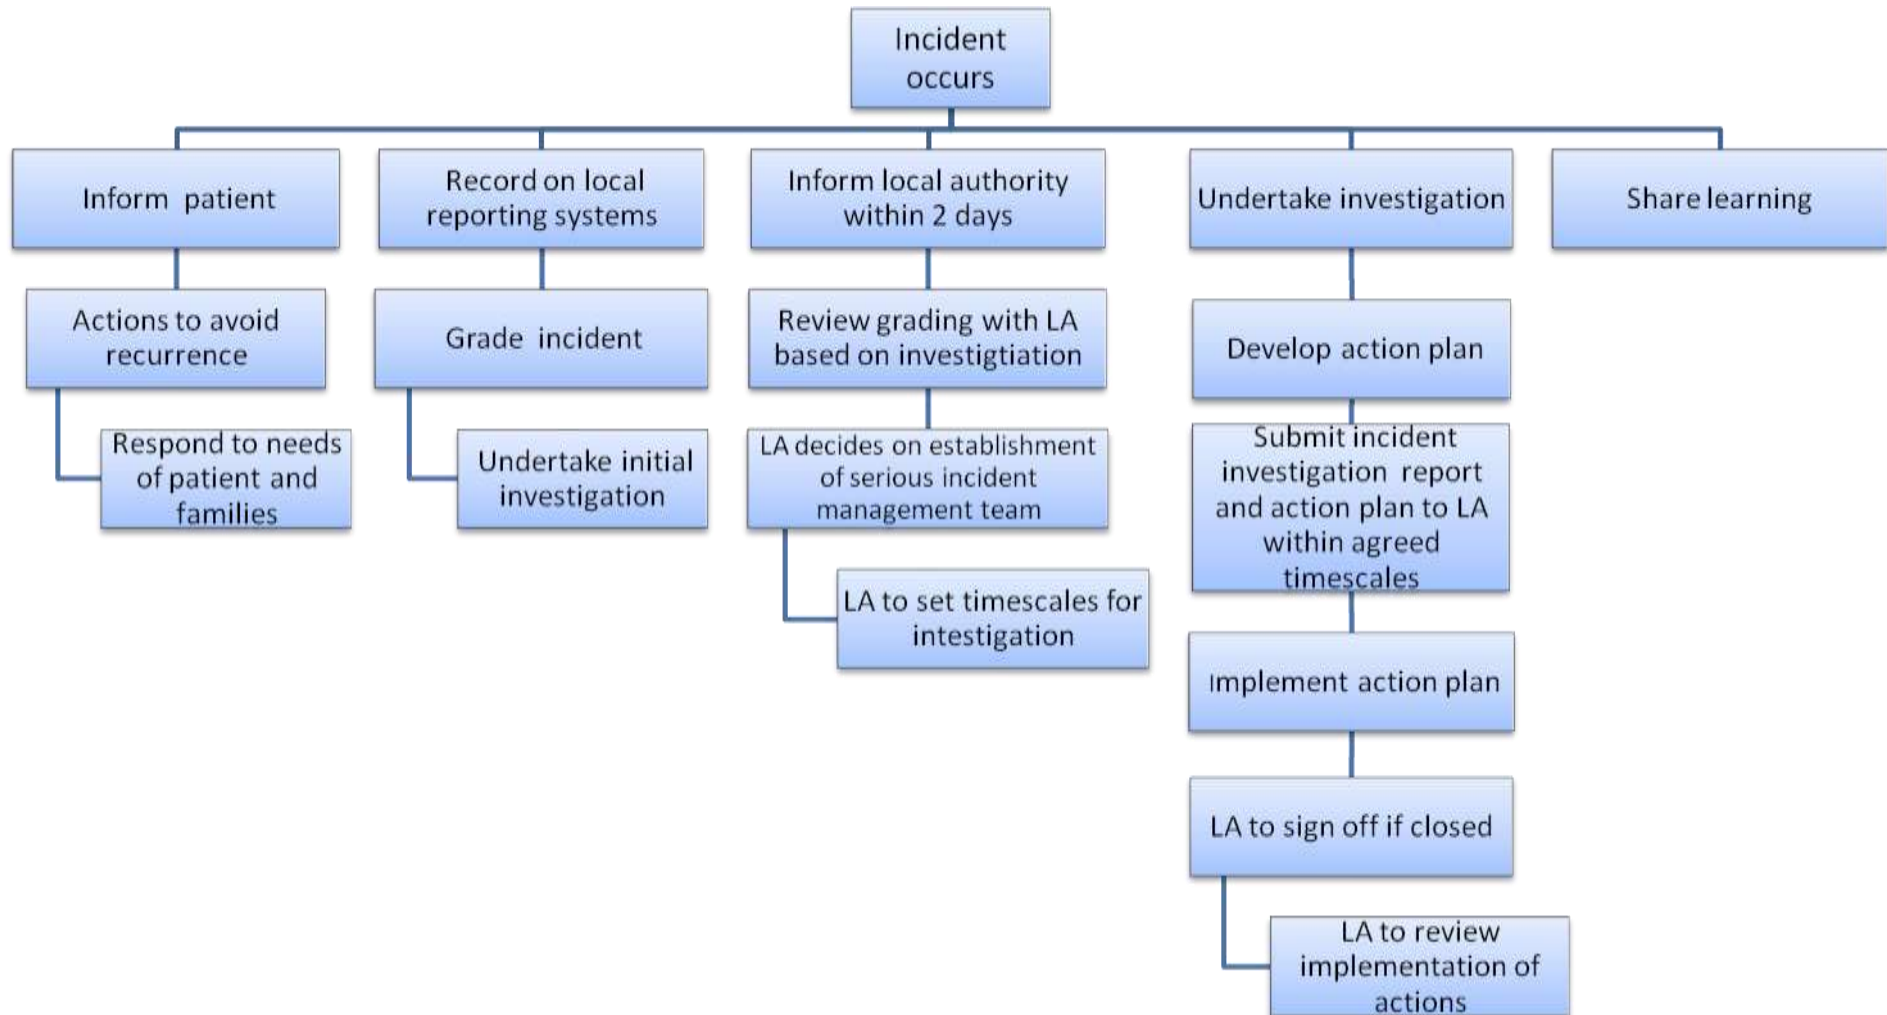 Incident
occurs
Inform patient
Record on local
reporting systems
Inform local authority
within 2 days
Undertake investigation
Share learning
Actions to avoid
recurrence
Grade incident
Review grading with LA
based on investigtiation
Develop action plan
Respond to needs
of patient and
families
Undertake initial
investigation
LA decides on establishment
of serious incident
management team
Submit incident
investigation report
and action plan to LA
within agreed
timescales
LA to set timescales for
intestigation
Implement action plan
LA to sign off if closed
LA to review
implementation of
actions